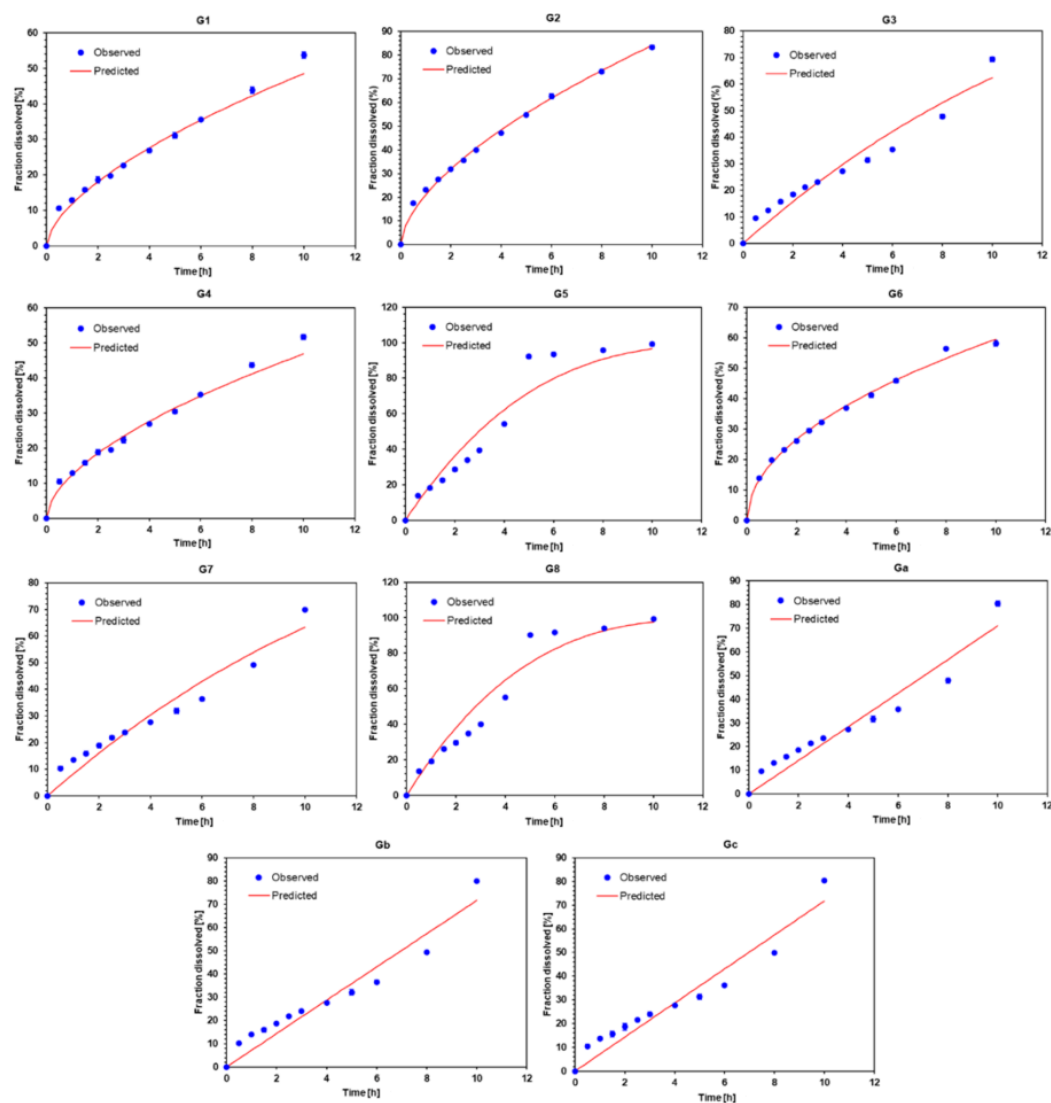 G1
Fraction dissolved [%]
60
50
40
30
20
10
0
Observed
Predicted
0 2 4 6 8 10 12
Time [h]
G2
Fraction dissolved (%)
90
80
70
60
50
40
30
20
10
0
Observed
Predicted
0 2 4 6 8 10 12
Time [h]
G3
Fraction dissolved (%)
80
70
60
50
40
30
20
10
0
Observed
Predicted
0 2 4 6 8 10 12
Time [h]
G4
Fraction dissolved [%]
60
50
40
30
20
10
0
Observed
Predicted
0 2 4 6 8 10 12
Time [h]
G5
Fraction dissolved [%]
120
100
80
60
40
20
0
Observed
Predicted
0 2 4 6 8 10 12
Time [h]
G6
Fraction dissolved (%)
70
60
50
40
30
20
10
0
Observed
Predicted
0 2 4 6 8 10 12
Time [h]
G7
Fraction dissolved [%]
80
70
60
50
40
30
20
10
0
Observed
Predicted
0 2 4 6 8 10 12
Time [h]
G8
Fraction dissolved [%]
120
100
80
60
40
20
0
Observed
Predicted
0 2 4 6 8 10 12
Time [h]
Ga
Fraction dissolved [%]
90
80
70
60
50
40
30
20
10
0
Observed
Predicted
0 2 4 6 8 10 12
Time [h]
Gb
Fraction dissolved [%]
90
80
70
60
50
40
30
20
10
0
Observed
Predicted
0 2 4 6 8 10 12
Time [h]
Gc
Fraction dissolved [%]
90
80
70
60
50
40
30
20
10
0
Observed
Predicted
0 2 4 6 8 10 12
Time [h]